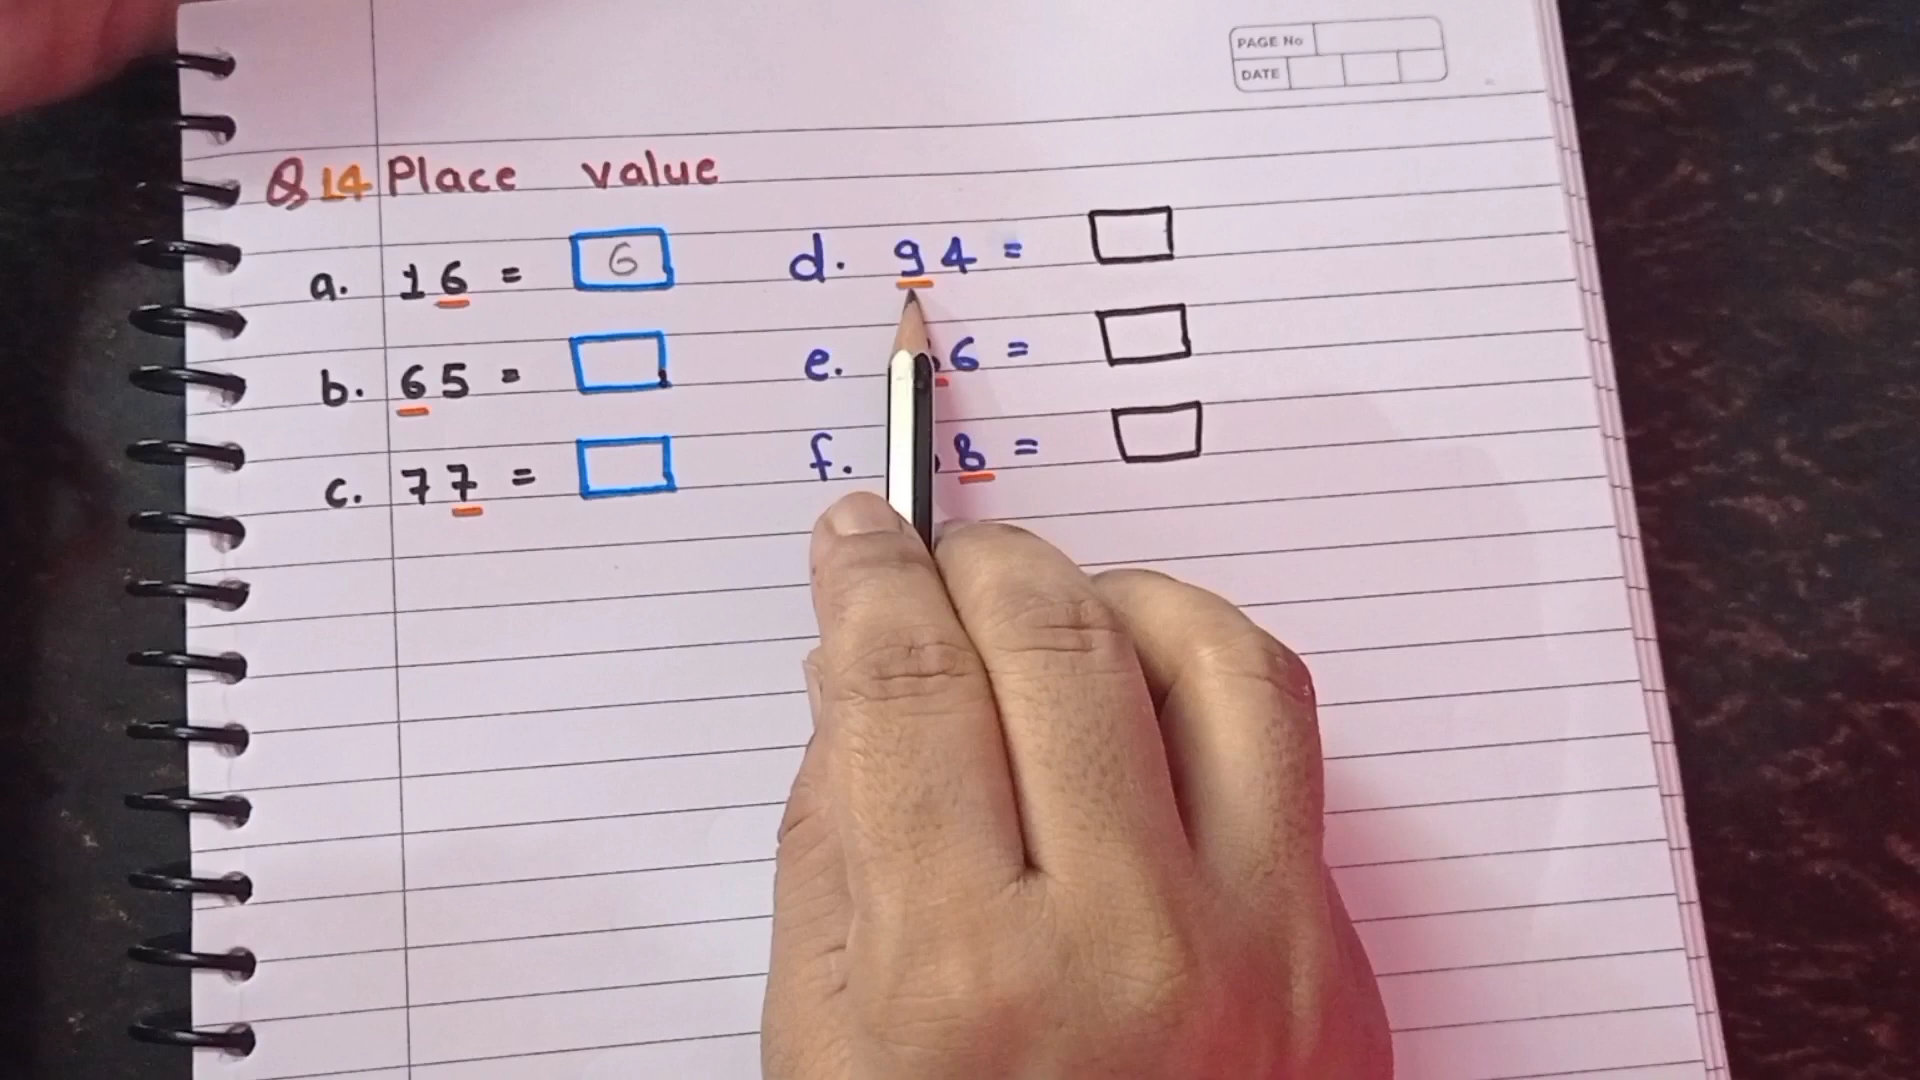 PAGE No
DATE
Q14 Place value
a. 16 = 6
b. 65 =
c. 77 =
d. 94 =
e. 6 =
f. 8 =